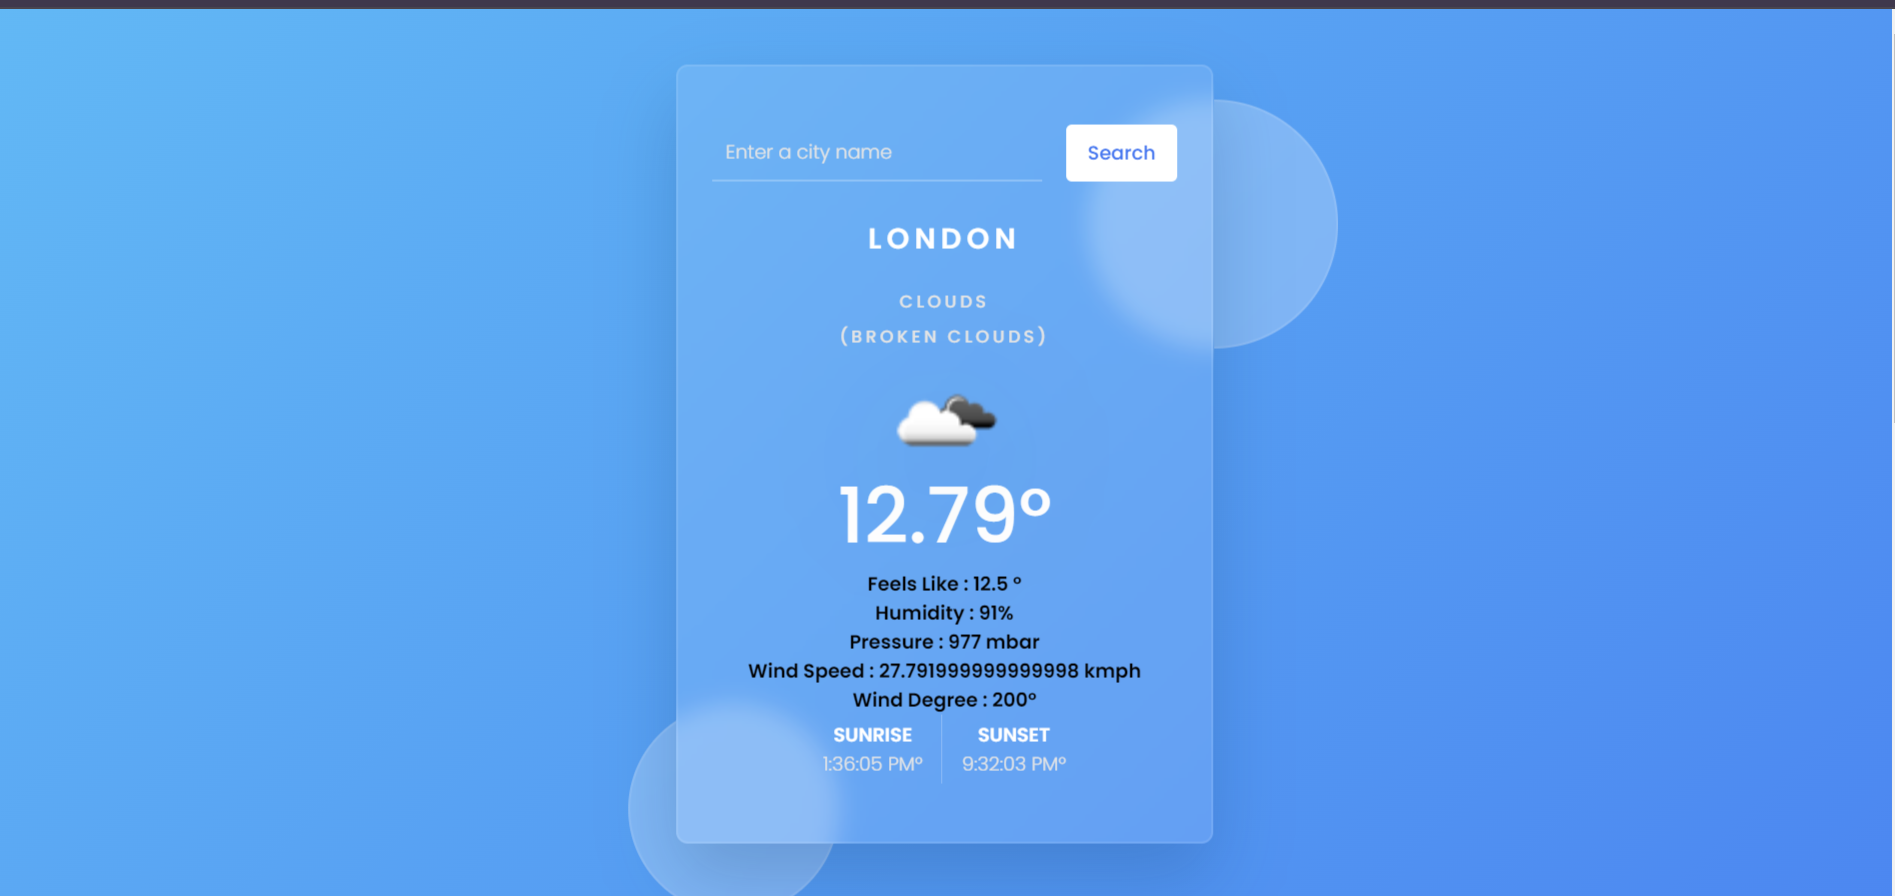 Enter a city name
Search
LONDON
CLOUDS
(BROKEN CLOUDS)
12.79°
Feels Like : 12.5 °
Humidity : 91%
Pressure : 977 mbar
Wind Speed : 27.791999999999998 kmph
Wind Degree : 200°
SUNRISE SUNSET
1:36:05 PM° 9:32:03 PM°